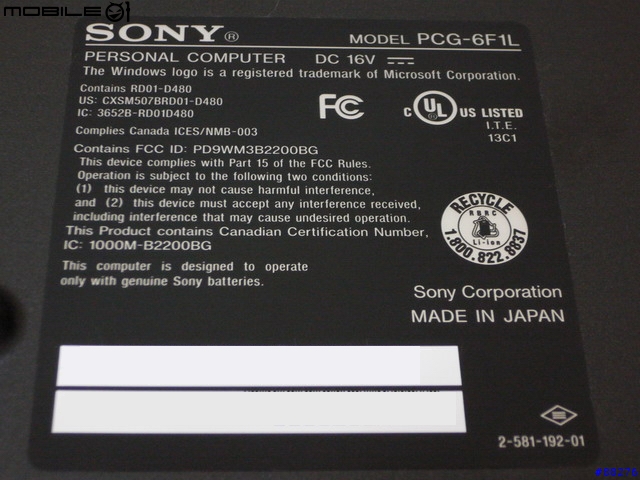 MOBILE01
SONY®
MODEL PCG-6F1L
PERSONAL COMPUTER DC 16V
The Windows logo is a registered trademark of Microsoft Corporation.
Contains RD01-D480
US: CXSM507BRD01-D480
IC: 3652B-RD01D480
Complies Canada ICES/NMB-003
FC
C UL ® US LISTED
I.T.E.
13C1
Contains FCC ID: PD9WM3B2200BG
This device complies with Part 15 of the FCC Rules.
Operation is subject to the following two conditions:
(1) this device may not cause harmful interference,
and (2) this device must accept any interference received,
including interference that may cause undesired operation.
This Product contains Canadian Certification Number,
IC: 1000M-B2200BG
This computer is designed to operate
only with genuine Sony batteries.
RECYCLE
RBRC
Li-ion
1.800.822.8837
Sony Corporation
MADE IN JAPAN
2-581-192-01